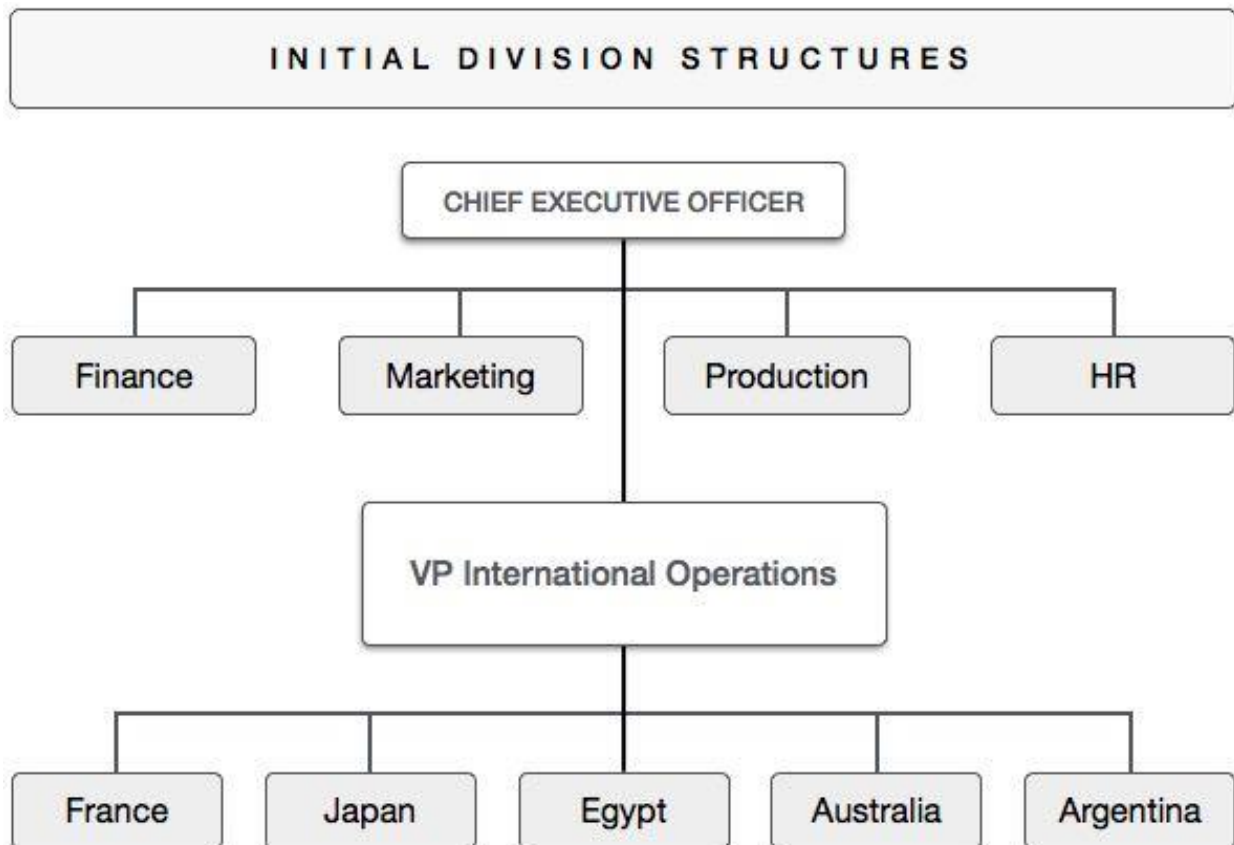 INITIAL DIVISION STRUCTURES
CHIEF EXECUTIVE OFFICER
Finance
Marketing
Production
HR
VP International Operations
France
Japan
Egypt
Australia
Argentina